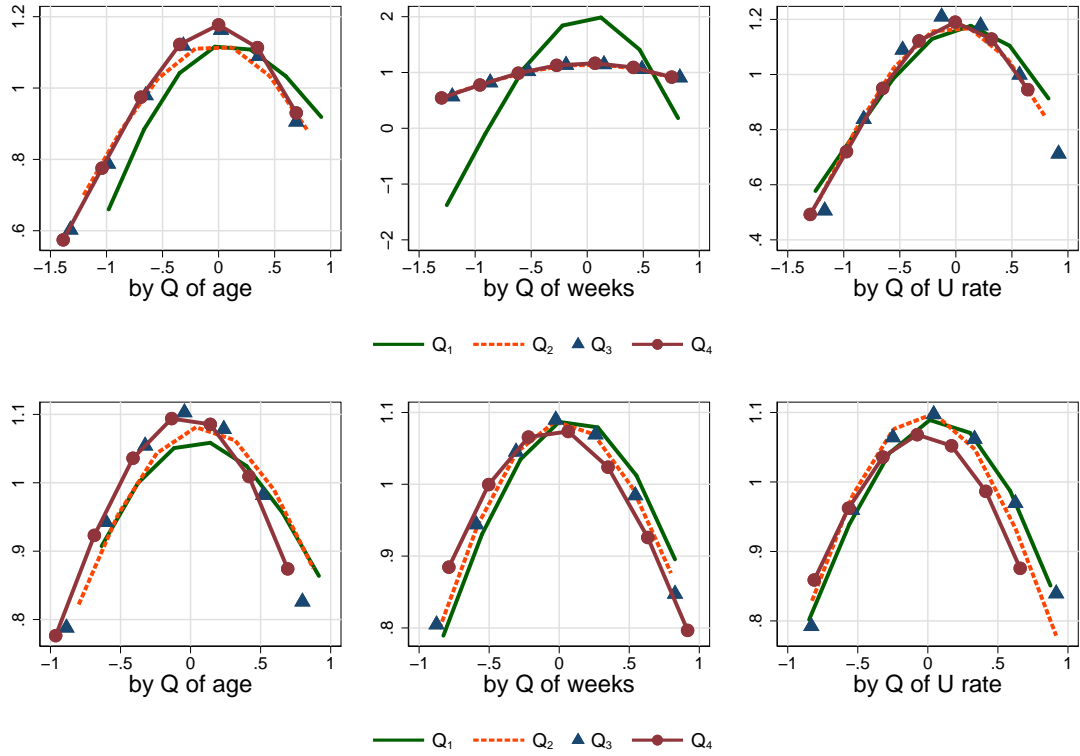 1.2
1
.8
.6
−1.5 −1 −.5 0 .5 1
by Q of age
2
1
0
−1
−2
−1.5 −1 −.5 0 .5 1
by Q of weeks
1.2
1
.8
.6
.4
−1.5 −1 −.5 0 .5 1
by Q of U rate
Q₁ Q₂ Q₃ Q₄
1.1
1
.9
.8
−1 −.5 0 .5 1
by Q of age
1.1
1
.9
.8
−1 −.5 0 .5 1
by Q of weeks
1.1
1
.9
.8
−1 −.5 0 .5 1
by Q of U rate
Q₁ Q₂ Q₃ Q₄